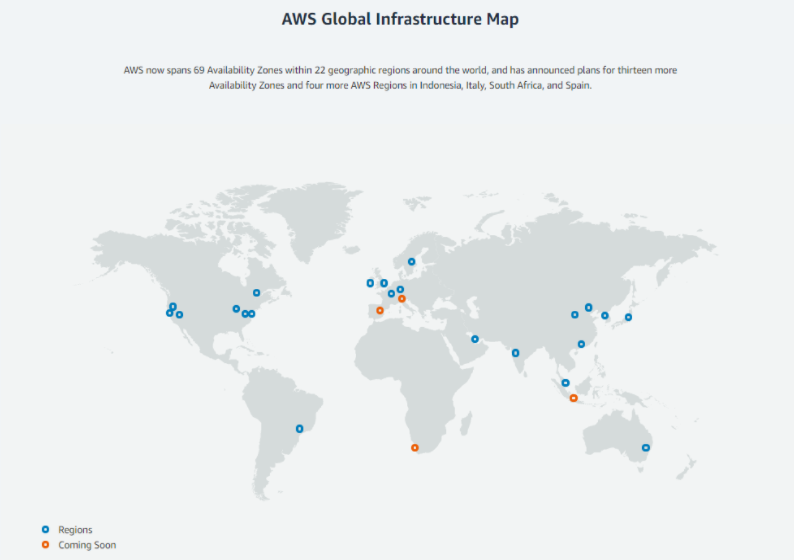 AWS Global Infrastructure Map
AWS now spans 69 Availability Zones within 22 geographic regions around the world, and has announced plans for thirteen more
Availability Zones and four more AWS Regions in Indonesia, Italy, South Africa, and Spain.
Regions
Coming Soon